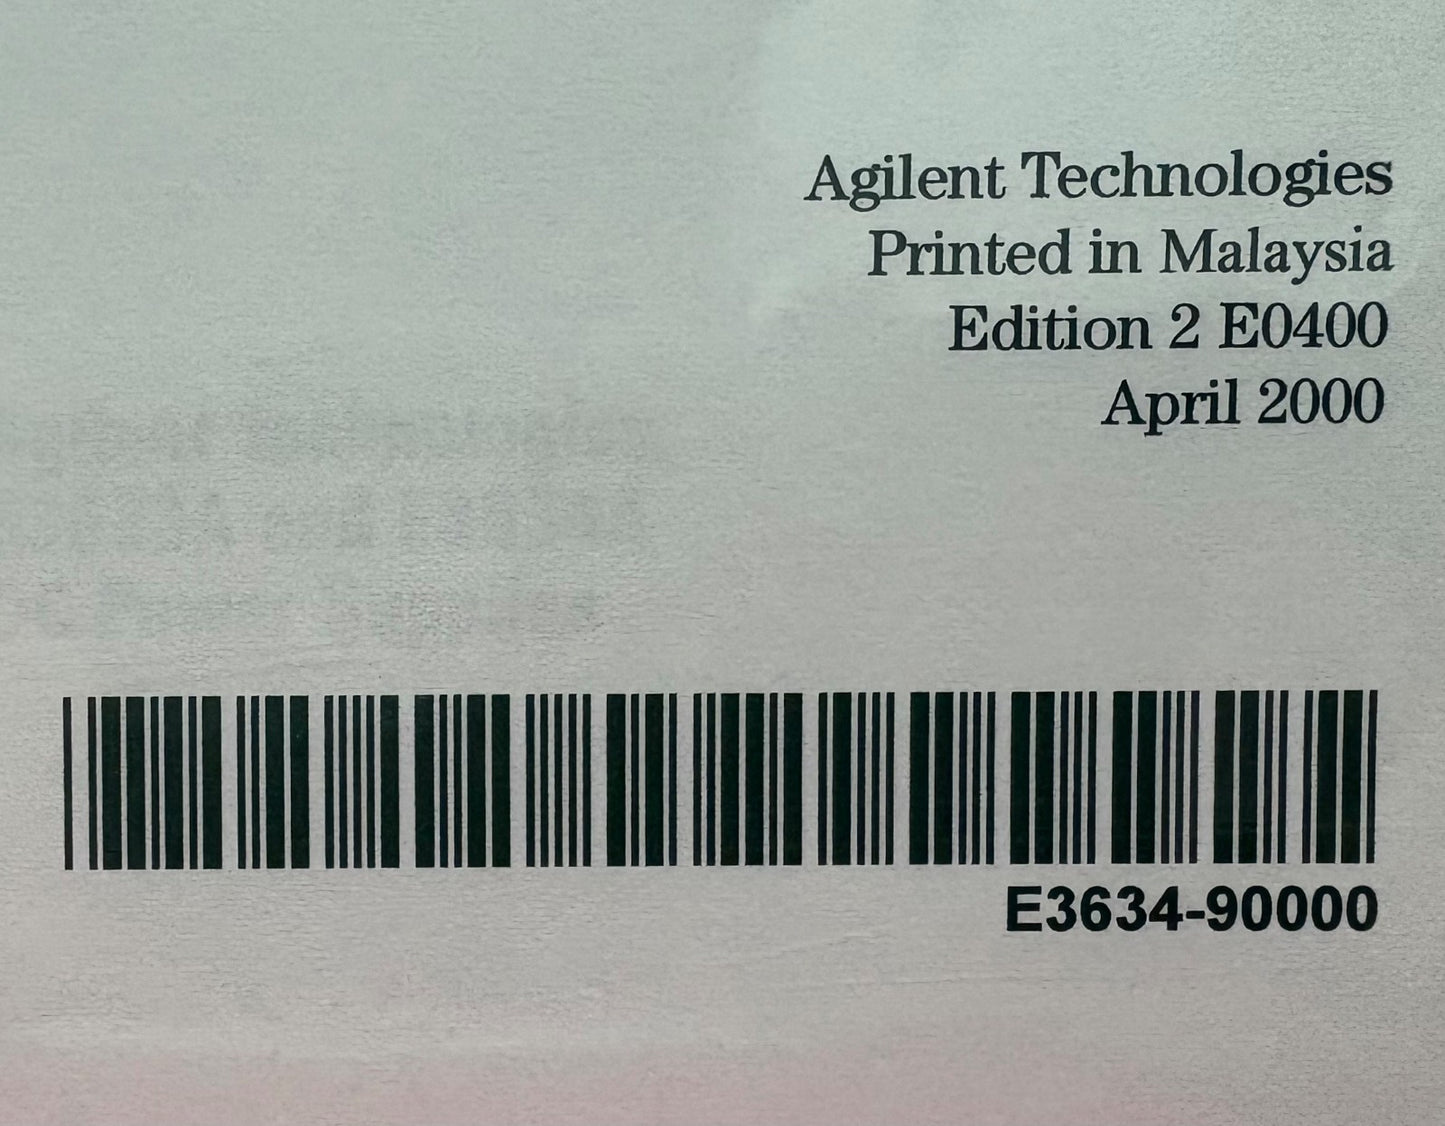 Agilent Technologies
Printed in Malaysia
Edition 2 E0400
April 2000
E3634-90000